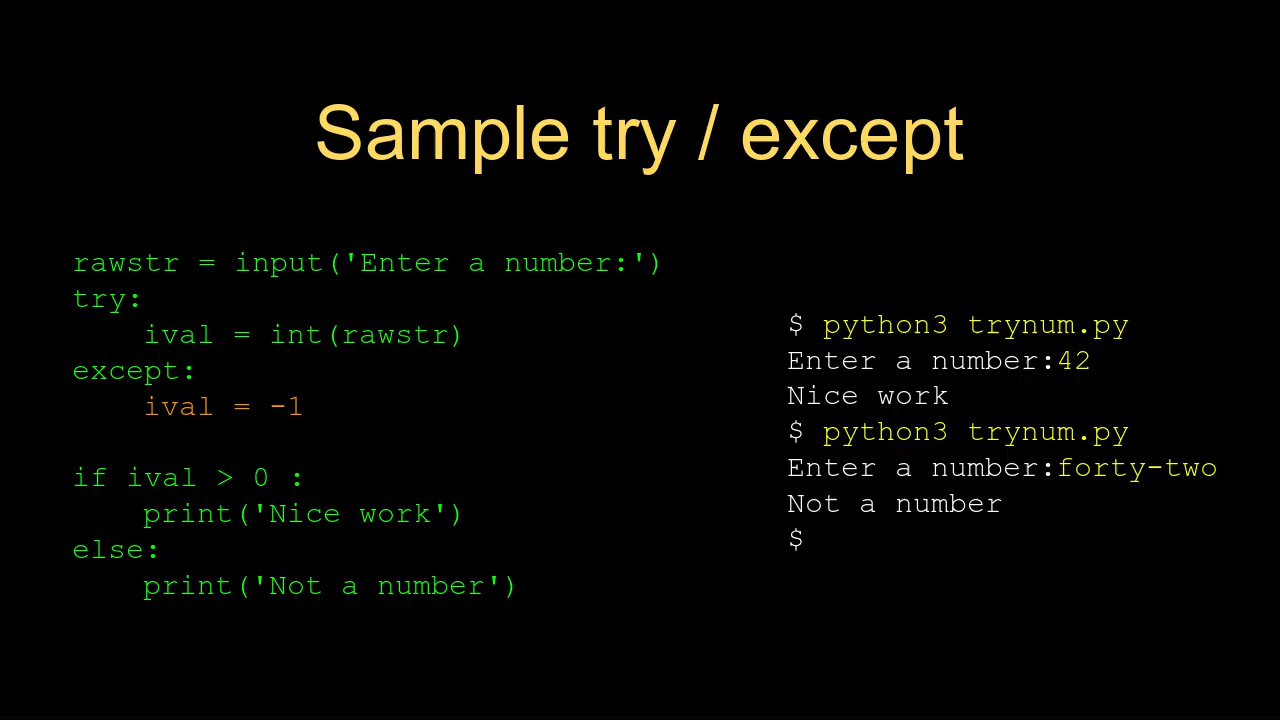 Sample try / except
rawstr = input('Enter a number:')
try:
    ival = int(rawstr)
except:
    ival = -1

if ival > 0 :
    print('Nice work')
else:
    print('Not a number')
$ python3 trynum.py
Enter a number:42
Nice work
$ python3 trynum.py
Enter a number:forty-two
Not a number
$